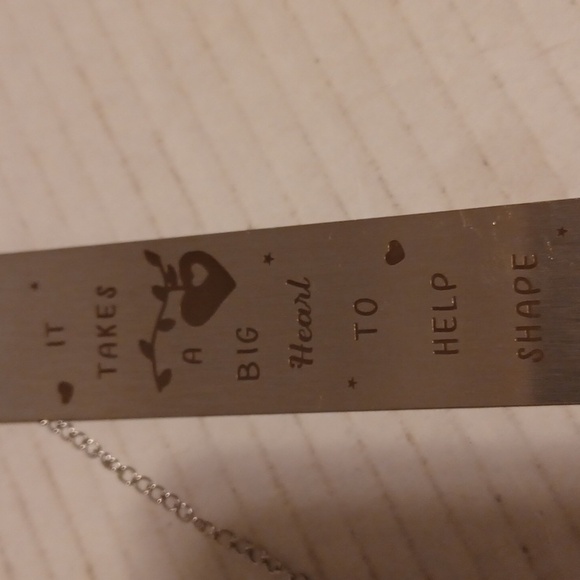 IT
TAKES
A
BIG
Heart
TO
HELP
SHAPE